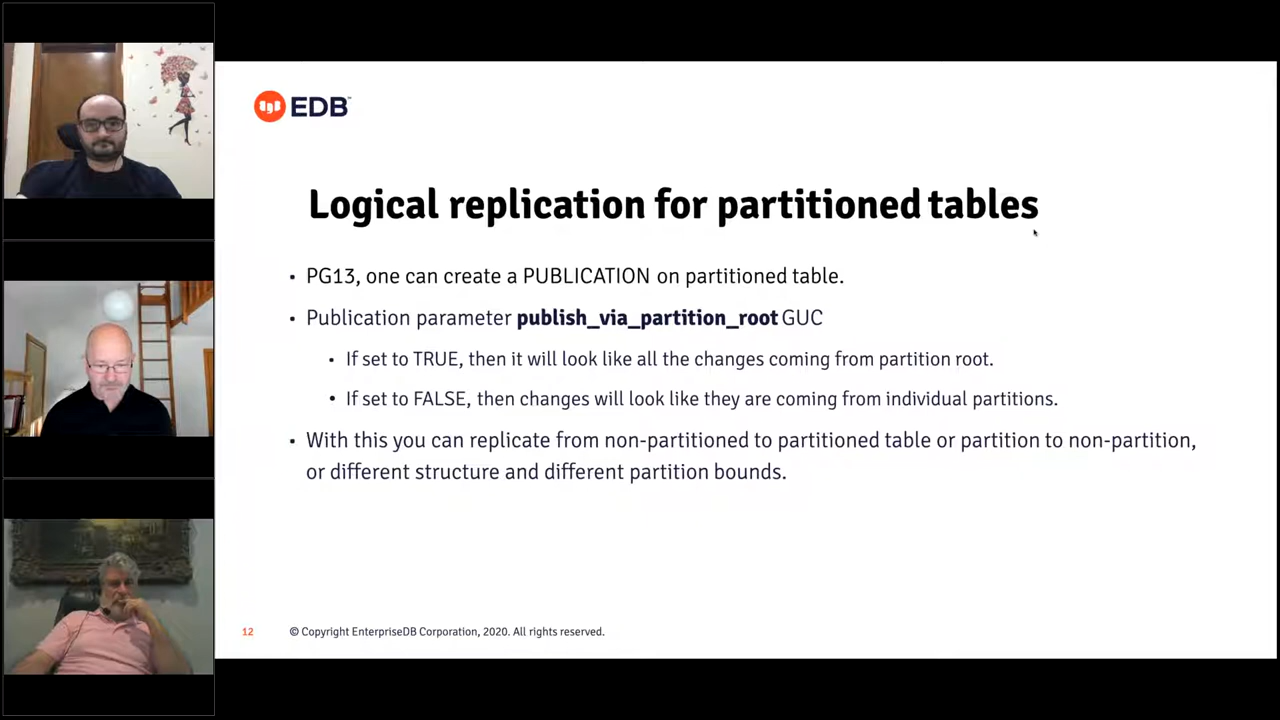 EDB
Logical replication for partitioned tables
• PG13, one can create a PUBLICATION on partitioned table.
• Publication parameter publish_via_partition_root GUC
• If set to TRUE, then it will look like all the changes coming from partition root.
• If set to FALSE, then changes will look like they are coming from individual partitions.
• With this you can replicate from non-partitioned to partitioned table or partition to non-partition,
or different structure and different partition bounds.
12 © Copyright EnterpriseDB Corporation, 2020. All rights reserved.